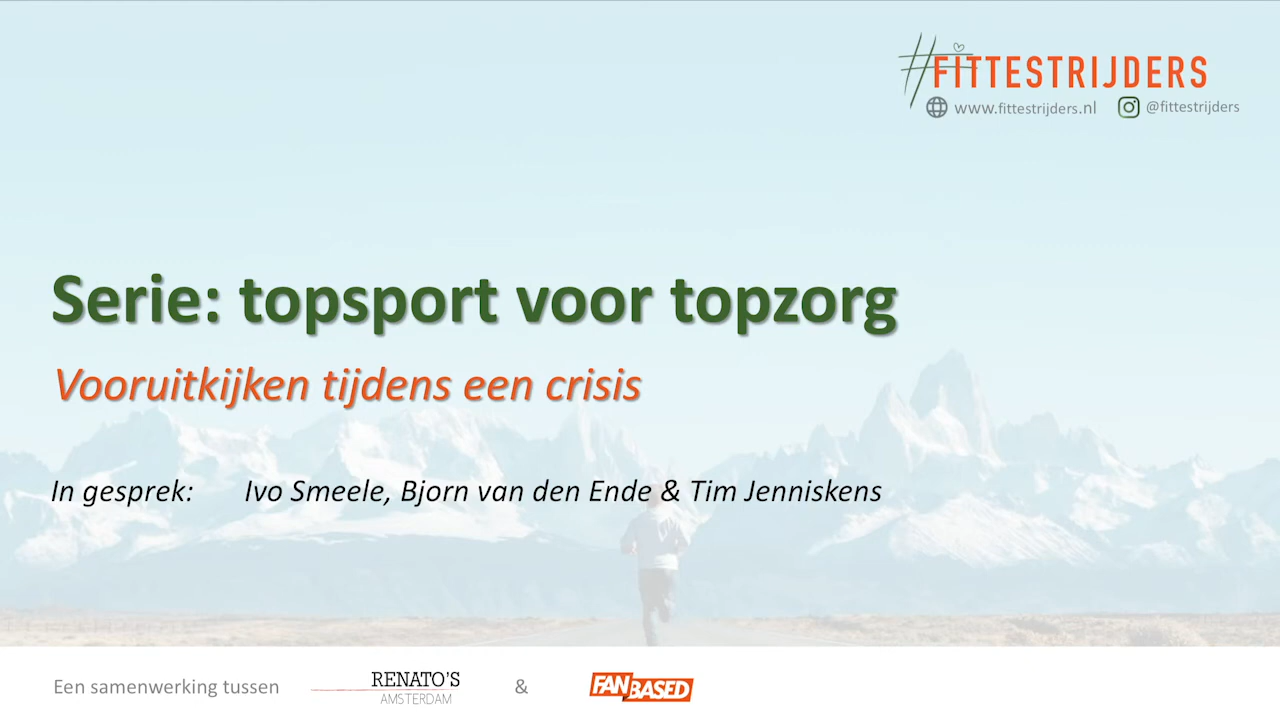 #FITTESTRIJDERS
www.fittestrijders.nl @fittestrijders
Serie: topsport voor topzorg
Vooruitkijken tijdens een crisis
In gesprek: Ivo Smeele, Bjorn van den Ende & Tim Jenniskens
Een samenwerking tussen RENATO'S AMSTERDAM & FANBASED